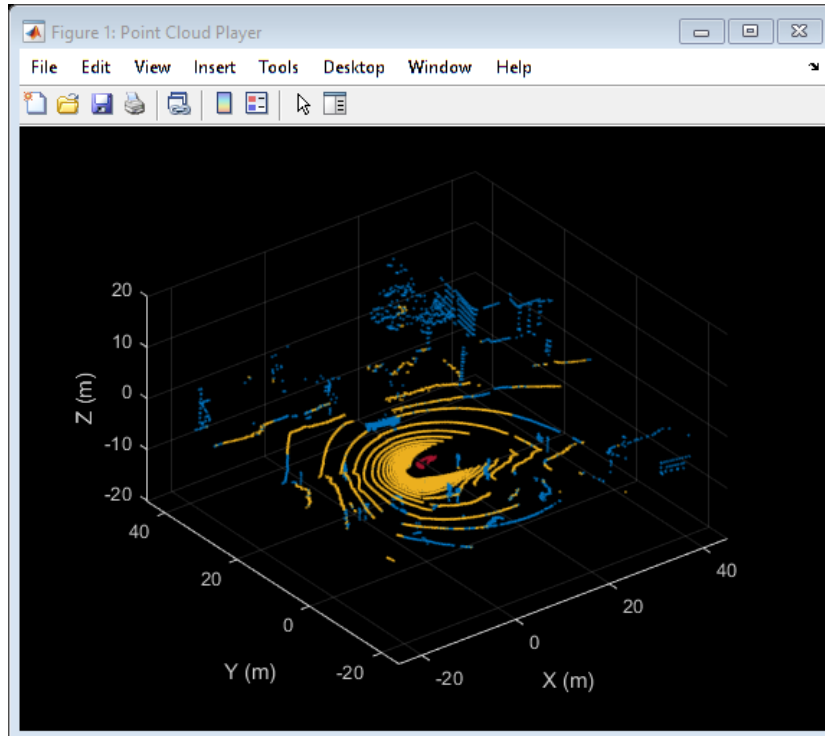 Figure 1: Point Cloud Player
File Edit View Insert Tools Desktop Window Help
20
10
0
-10
-20
Z (m)
40
20
0
-20
Y (m)
-20
0
20
40
X (m)